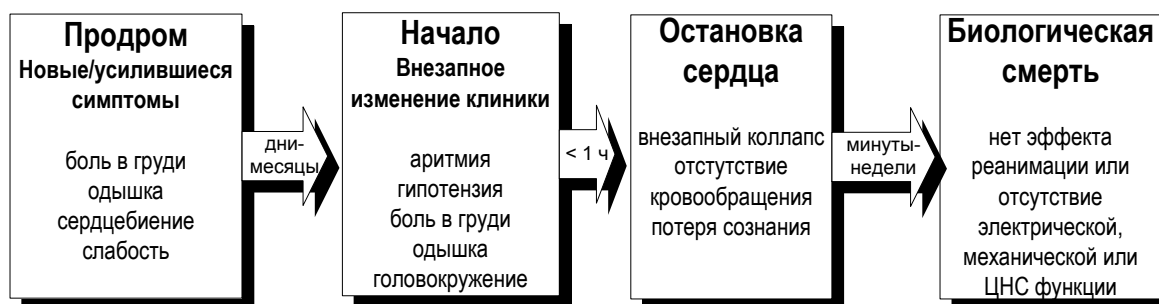 Продром
Новые/усилившиеся
симптомы
боль в груди
одышка
сердцебиение
слабость
дни-
месяцы
Начало
Внезапное
изменение клиники
аритмия
гипотензия
боль в груди
одышка
головокружение
< 1 ч
Остановка
сердца
внезапный коллапс
отстутствие
кровообращения
потеря сознания
минуты-
недели
Биологическая
смерть
нет эффекта
реанимации или
отсутствие
электрической,
механической или
ЦНС функции